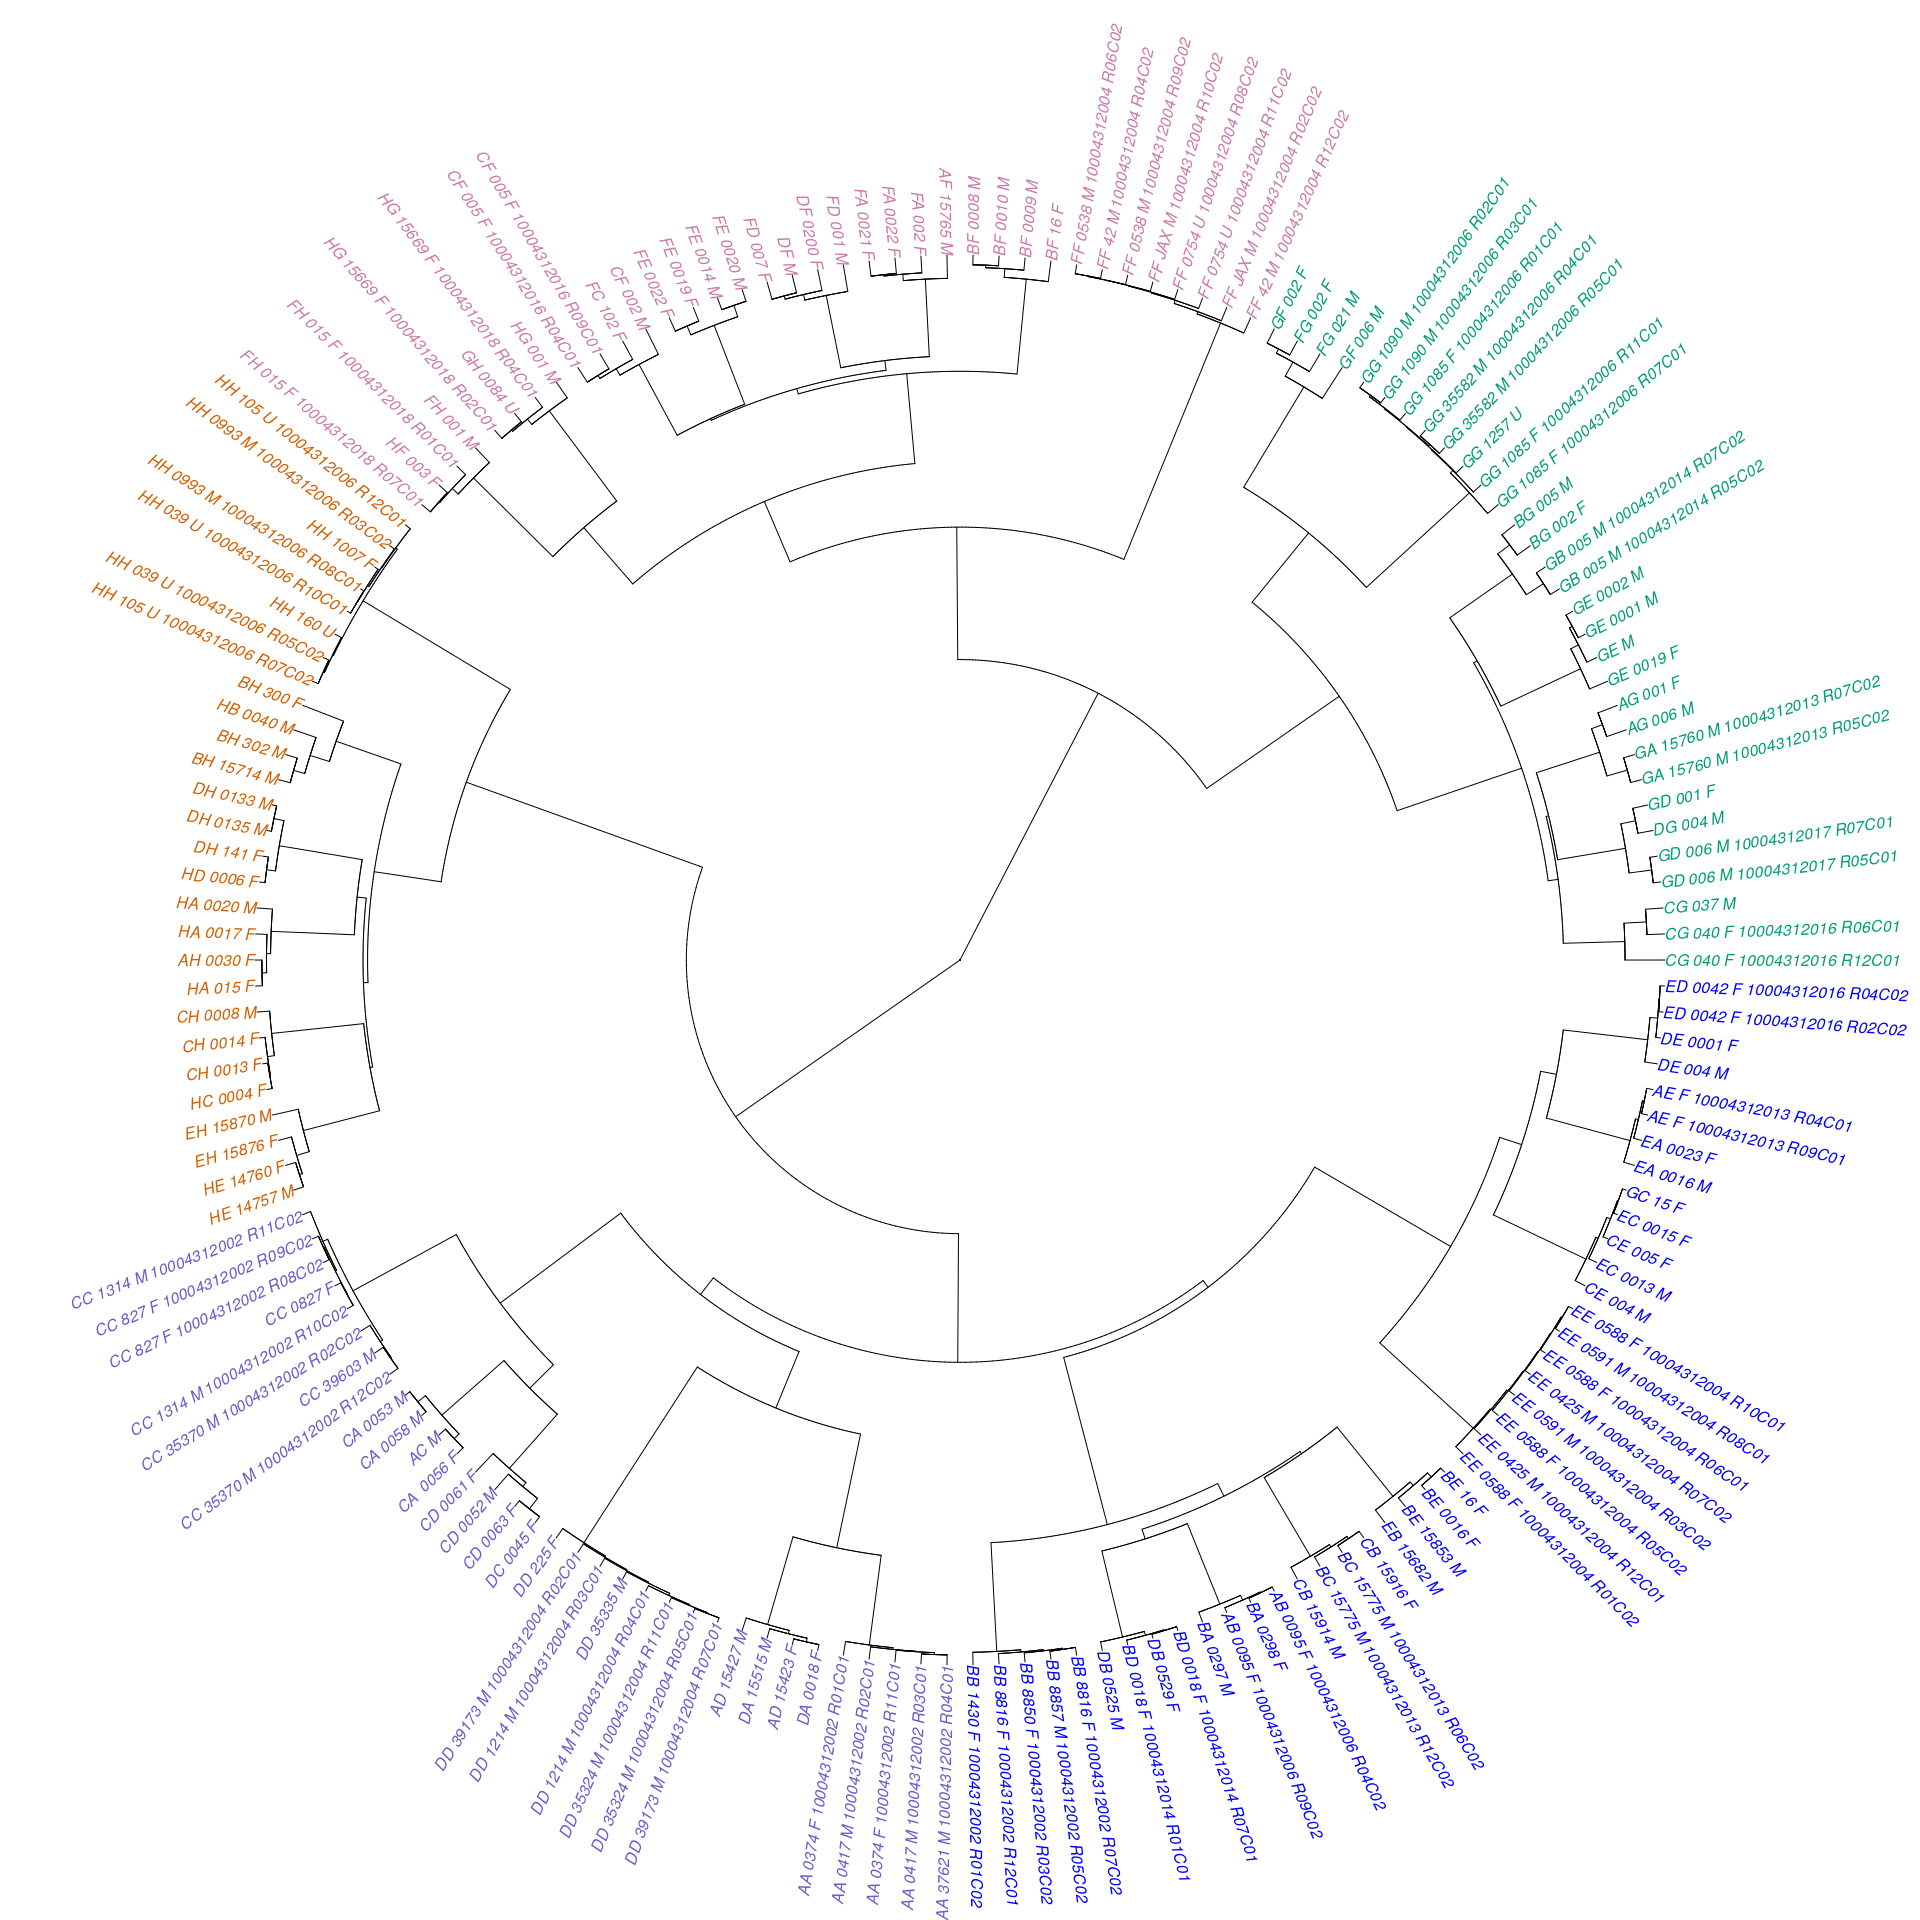 FF 0538 M 10004312004 R06C02
FF 42 M 10004312004 R04C02
FF 0538 M 10004312004 R09C02
FF JAX M 10004312004 R10C02
FF 0754 U 10004312004 R08C02
FF 0754 U 10004312004 R11C02
FF JAX M 10004312004 R02C02
FF 42 M 10004312004 R12C02
GF 002 F
FG 002 F
FG 021 M
GF 006 M
GG 1090 M 10004312006 R02C01
GG 1090 M 10004312006 R03C01
GG 1085 F 10004312006 R01C01
GG 35582 M 10004312006 R04C01
GG 35582 M 10004312006 R05C01
GG 1257 U
GG 1085 F 10004312006 R11C01
GG 1085 F 10004312006 R07C01
BG 005 M
BG 002 F
GB 005 M 10004312014 R07C02
GB 005 M 10004312014 R05C02
GE 0002 M
GE 0001 M
GE M
GE 0019 F
AG 001 F
AG 006 M
GA 15760 M 10004312013 R07C02
GA 15760 M 10004312013 R05C02
GD 001 F
DG 004 M
GD 006 M 10004312017 R07C01
GD 006 M 10004312017 R05C01
CG 037 M
CG 040 F 10004312016 R06C01
CG 040 F 10004312016 R12C01
ED 0042 F 10004312016 R04C02
ED 0042 F 10004312016 R02C02
DE 0001 F
DE 004 M
AE F 10004312013 R04C01
AE F 10004312013 R09C01
EA 0023 F
EA 0016 M
GC 15 F
EC 0015 F
CE 005 F
EC 0013 M
CE 004 M
EE 0588 F 10004312004 R10C01
EE 0591 M 10004312004 R08C01
EE 0588 F 10004312004 R06C01
EE 0425 M 10004312004 R07C02
EE 0591 M 10004312004 R03C02
EE 0588 F 10004312004 R05C02
EE 0425 M 10004312004 R12C01
EE 0588 F 10004312004 R01C02
BE 16 F
BE 0016 F
BE 15853 M
EB 15682 M
CB 15916 F
BC 15775 M 10004312013 R06C02
BC 15775 M 10004312013 R12C02
CB 15914 M
AB 0095 F 10004312006 R04C02
BA 0298 F
AB 0095 F 10004312006 R09C02
BA 0297 M
BD 0018 F 10004312014 R07C01
DB 0529 F
BD 0018 F 10004312014 R01C01
DB 0525 M
BB 8816 F 10004312002 R07C02
BB 8857 M 10004312002 R05C02
BB 8850 F 10004312002 R03C02
BB 8816 F 10004312002 R12C01
BB 1430 F 10004312002 R01C02
AA 37621 M 10004312002 R04C01
AA 0417 M 10004312002 R03C01
AA 0374 F 10004312002 R11C01
AA 0417 M 10004312002 R02C01
AA 0374 F 10004312002 R01C01
DA 0018 F
AD 15423 F
DA 15515 M
AD 15427 M
DD 39173 M 10004312004 R07C01
DD 35324 M 10004312004 R05C01
DD 35324 M 10004312004 R11C01
DD 1214 M 10004312004 R04C01
DD 35335 M
DD 1214 M 10004312004 R03C01
DD 39173 M 10004312004 R02C01
DD 225 F
DC 0045 F
CD 0063 F
CD 0052 M
CD 0061 F
CA  0056 F
AC M
CA 0058 M
CA 0053 M
CC 35370 M 10004312002 R12C02
CC 39603 M
CC 35370 M 10004312002 R02C02
CC 1314 M 10004312002 R10C02
CC 0827 F
CC 827 F 10004312002 R08C02
CC 827 F 10004312002 R09C02
CC 1314 M 10004312002 R11C02
HE 14757 M
HE 14760 F
EH 15876 F
EH 15870 M
HC 0004 F
CH 0013 F
CH 0014 F
CH 0008 M
HA 015 F
AH 0030 F
HA 0017 F
HA 0020 M
HD 0006 F
DH 141 F
DH 0135 M
DH 0133 M
BH 15714 M
BH 302 M
HB 0040 M
BH 300 F
HH 105 U 10004312006 R07C02
HH 039 U 10004312006 R05C02
HH 160 U
HH 039 U 10004312006 R10C01
HH 0993 M 10004312006 R08C01
HH 1007 F
HH 0993 M 10004312006 R03C02
HH 105 U 10004312006 R12C01
FH 015 F 10004312018 R07C01
HF 003 F
FH 015 F 10004312018 R01C01
FH 001 M
HG 15669 F 10004312018 R02C01
GH 0084 U
HG 15669 F 10004312018 R04C01
HG 001 M
CF 005 F 10004312016 R04C01
CF 005 F 10004312016 R09C01
FC 102 F
CF 002 M
FE 0022 F
FE 0019 F
FE 0014 M
FE 0020 M
FD 007 F
DF M
DF 0200 F
FD 001 M
FA 0021 F
FA 0022 F
FA 002 F
AF 15765 M
BF 0008 M
BF 0010 M
BF 0009 M
BF 16 F